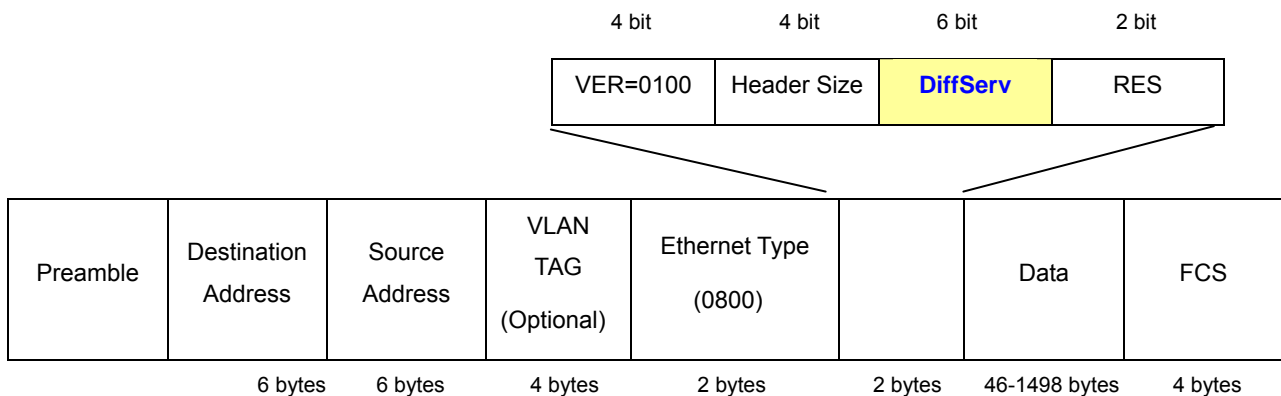 4 bit 4 bit 6 bit 2 bit
VER=0100 Header Size DiffServ RES
Preamble
Destination
Address
Source
Address
VLAN
TAG
(Optional)
Ethernet Type
(0800)
Data
FCS
6 bytes 6 bytes 4 bytes 2 bytes 2 bytes 46-1498 bytes 4 bytes